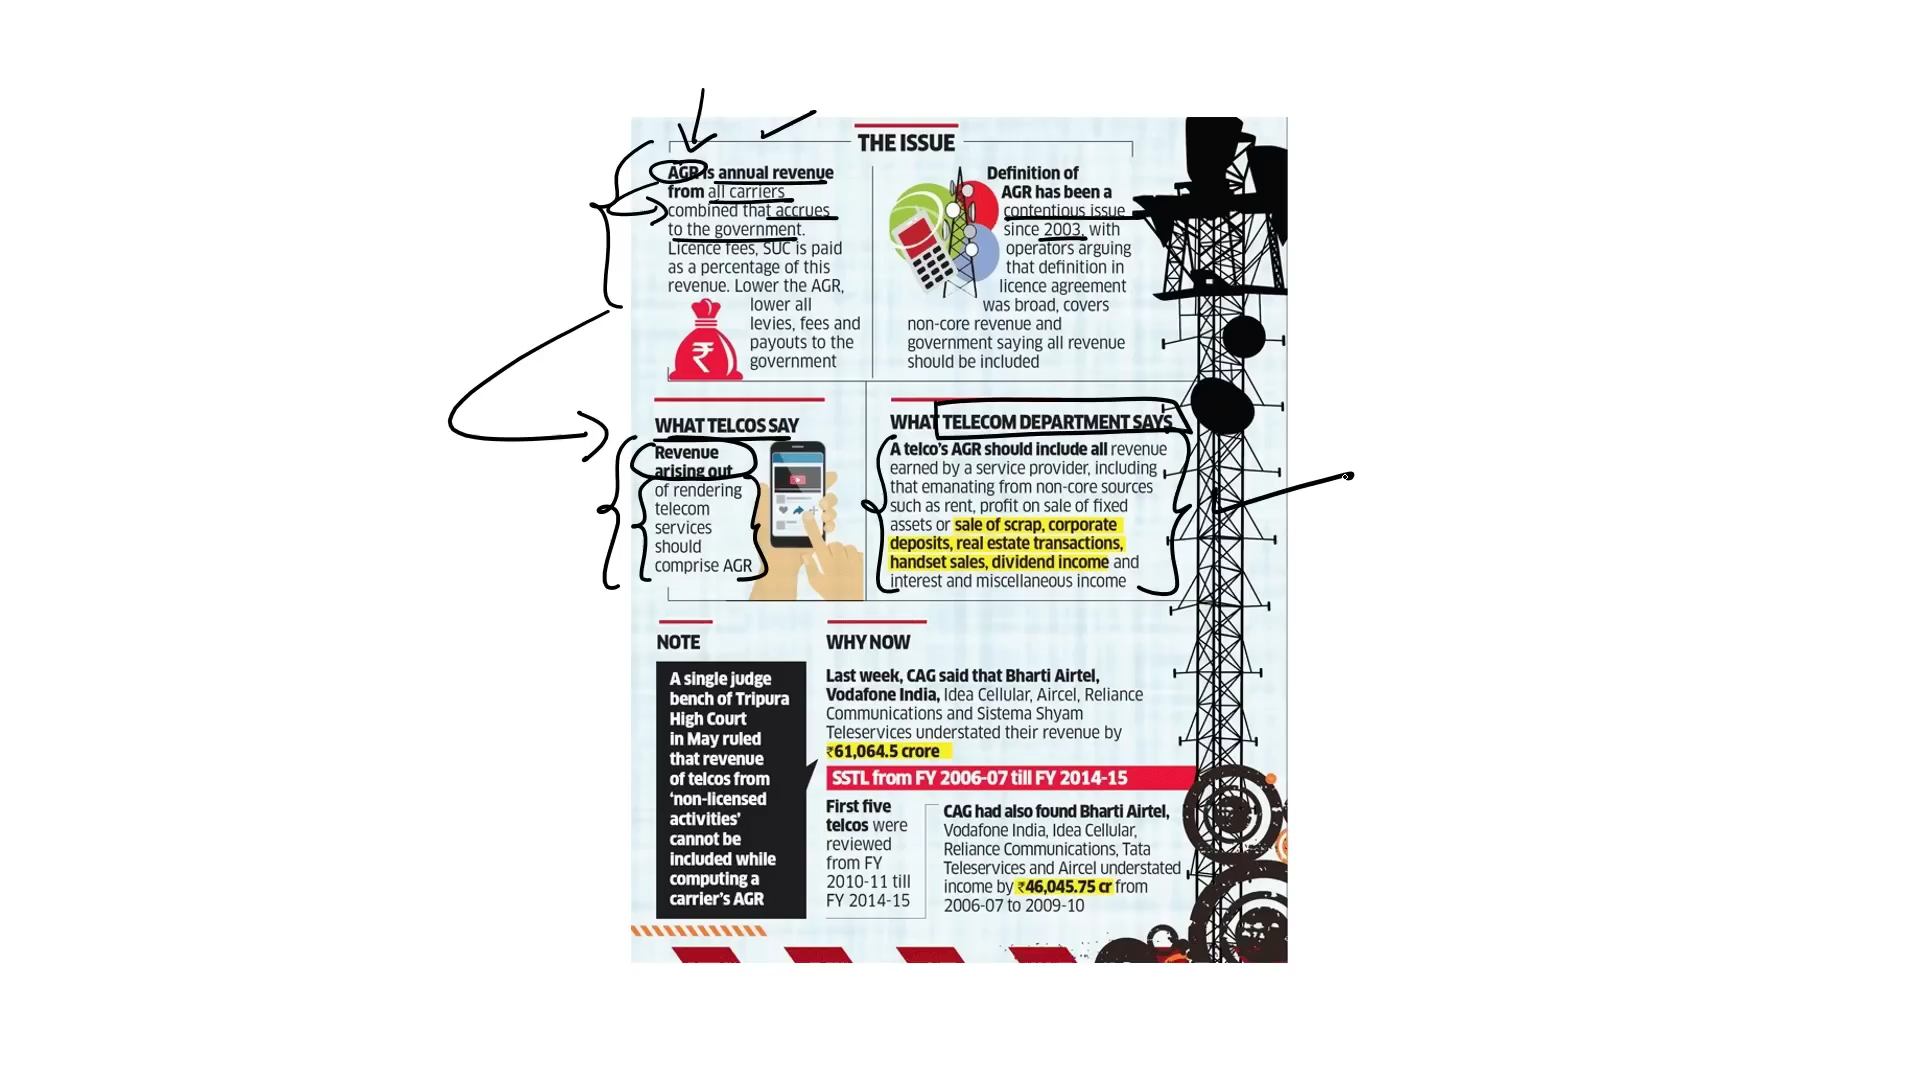 THE ISSUE
AGR is annual revenue
from all carriers
combined that accrues
to the government.
Licence fees, SUC is paid
as a percentage of this
revenue. Lower the AGR,
lower all
levies, fees and
payouts to the
government
₹
Definition of
AGR has been a
contentious issue
since 2003, with
operators arguing
that definition in
licence agreement
was broad, covers
non-core revenue and
government saying all revenue
should be included
WHAT TELCOS SAY
Revenue
arising out
of rendering
telecom
services
should
comprise AGR
WHAT TELECOM DEPARTMENT SAYS
A telco's AGR should include all revenue
earned by a service provider, including
that emanating from non-core sources
such as rent, profit on sale of fixed
assets or sale of scrap, corporate
deposits, real estate transactions,
handset sales, dividend income and
interest and miscellaneous income
NOTE
A single judge
bench of Tripura
High Court
in May ruled
that revenue
of telcos from
'non-licensed
activities'
cannot be
included while
computing a
carrier's AGR
WHY NOW
Last week, CAG said that Bharti Airtel,
Vodafone India, Idea Cellular, Aircel, Reliance
Communications and Sistema Shyam
Teleservices understated their revenue by
₹61,064.5 crore
SSTL from FY 2006-07 till FY 2014-15
First five
telcos were
reviewed
from FY
2010-11 till
FY 2014-15
CAG had also found Bharti Airtel,
Vodafone India, Idea Cellular,
Reliance Communications, Tata
Teleservices and Aircel understated
income by ₹46,045.75 cr from
2006-07 to 2009-10